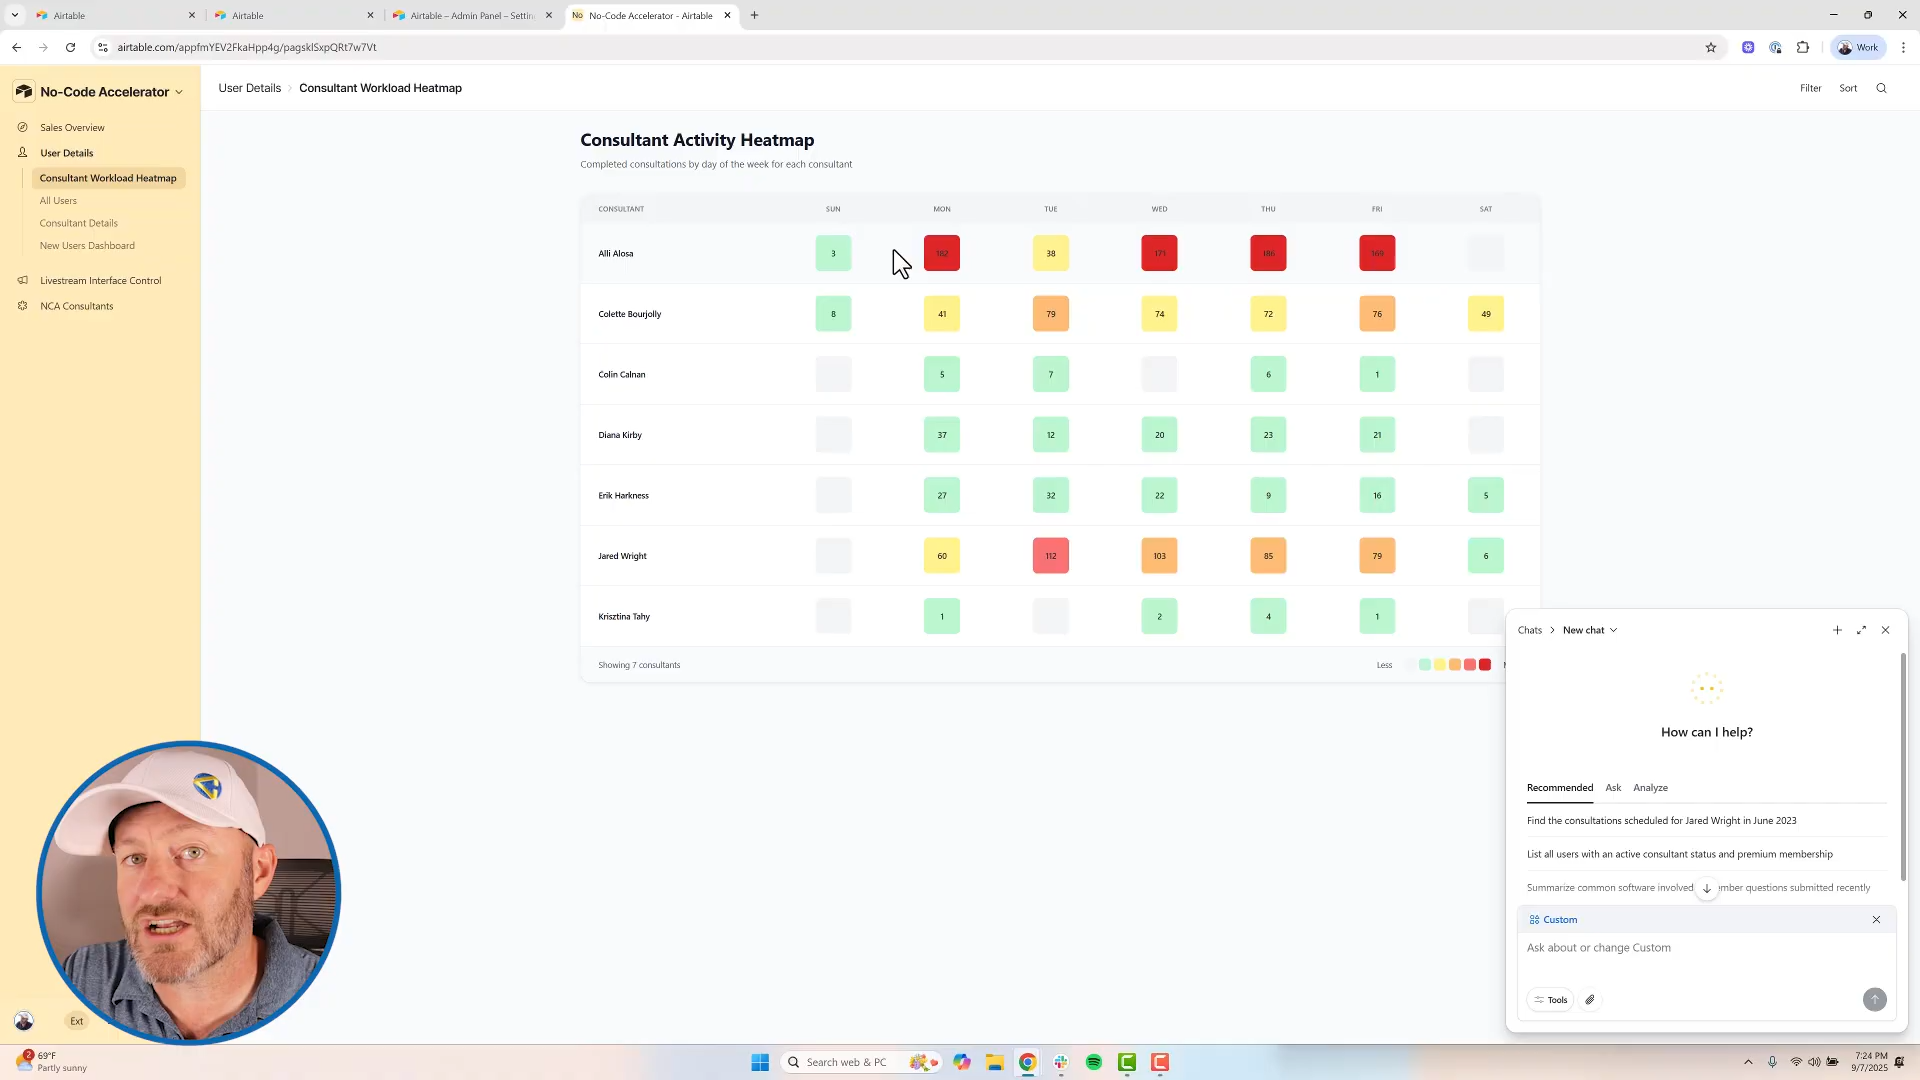 Airtable
Airtable
Airtable – Admin Panel – Settin
No-Code Accelerator - Airtable
airtable.com/appfmYEV2FkaHpp4g/pagsklSxpQRt7w7Vt
Work
No-Code Accelerator
Sales Overview
User Details
Consultant Workload Heatmap
All Users
Consultant Details
New Users Dashboard
Livestream Interface Control
NCA Consultants
User Details > Consultant Workload Heatmap
Filter Sort
Consultant Activity Heatmap
Completed consultations by day of the week for each consultant
CONSULTANT SUN MON TUE WED THU FRI SAT
Alli Alosa 3 182 38 171 186 169
Colette Bourjolly 8 41 79 74 72 76 49
Colin Calnan 5 7 6 1
Diana Kirby 37 12 20 23 21
Erik Harkness 27 32 22 9 16 5
Jared Wright 60 112 103 85 79 6
Krisztina Tahy 1 2 4 1
Showing 7 consultants Less
Chats > New chat
How can I help?
Recommended Ask Analyze
Find the consultations scheduled for Jared Wright in June 2023
List all users with an active consultant status and premium membership
Summarize common software involved mber questions submitted recently
Custom
Ask about or change Custom
Tools
Ext
2
69°F
Partly sunny
Search web & PC
7:24 PM
9/7/2025